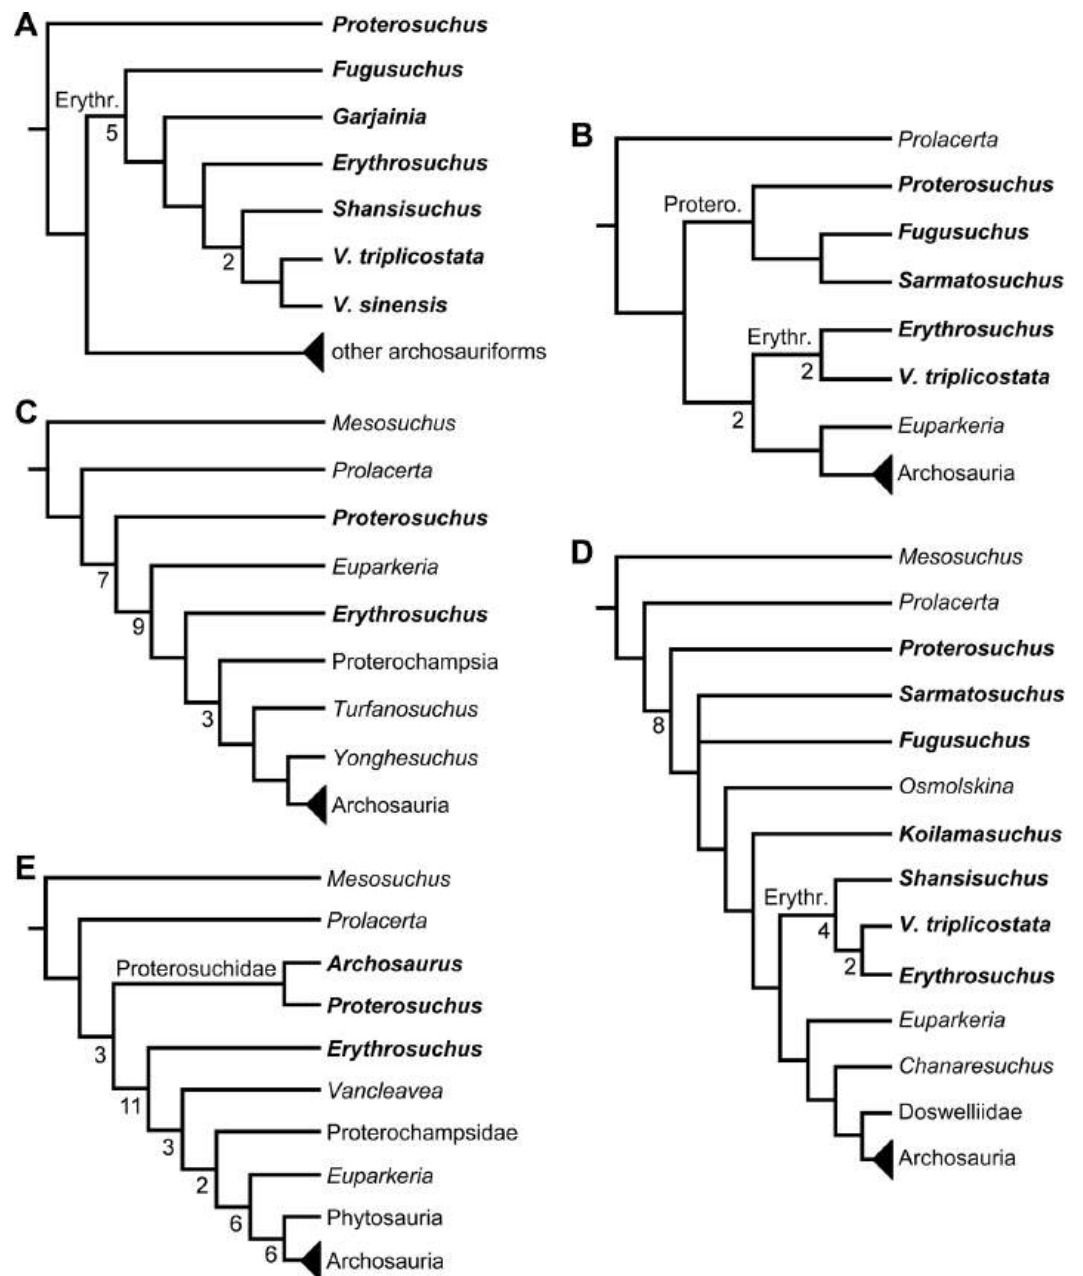 A
Proterosuchus
Fugusuchus
Erythr.
5
Garjainia
Erythrosuchus
Shansisuchus
2
V. triplicostata
V. sinensis
other archosauriforms
B
Prolacerta
Proterosuchus
Protero.
Fugusuchus
Sarmatosuchus
Erythrosuchus
Erythr.
2
V. triplicostata
2
Euparkeria
Archosauria
C
Mesosuchus
Prolacerta
Proterosuchus
7
Euparkeria
9
Erythrosuchus
Proterochampsia
3
Turfanosuchus
Yonghesuchus
Archosauria
D
Mesosuchus
Prolacerta
Proterosuchus
8
Sarmatosuchus
Fugusuchus
Osmolskina
Koilamasuchus
Shansisuchus
Erythr.
4
V. triplicostata
2
Erythrosuchus
Euparkeria
Chanaresuchus
Doswelliidae
Archosauria
E
Mesosuchus
Prolacerta
Archosaurus
Proterosuchidae
Proterosuchus
3
Erythrosuchus
11
Vancleavea
3
Proterochampsidae
2
Euparkeria
6
Phytosauria
6
Archosauria